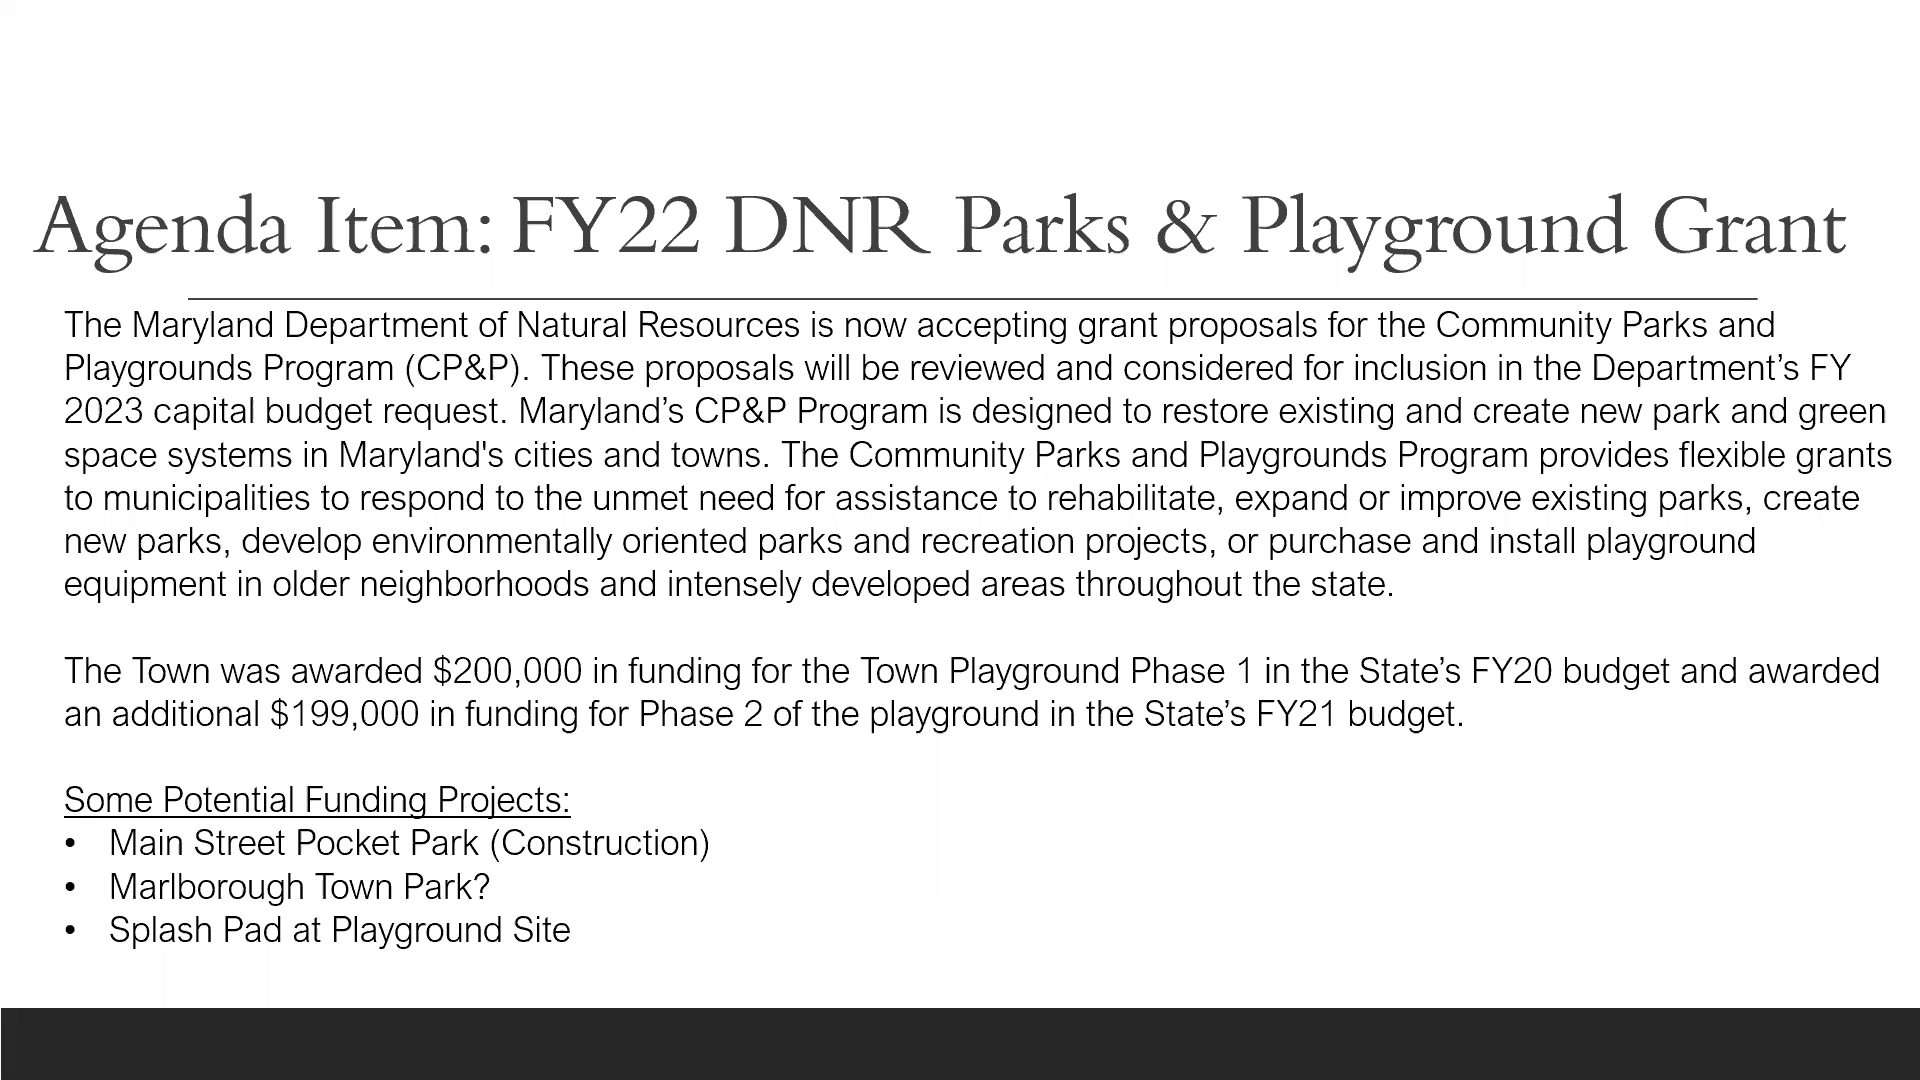 Agenda Item: FY22 DNR Parks & Playground Grant
The Maryland Department of Natural Resources is now accepting grant proposals for the Community Parks and
Playgrounds Program (CP&P). These proposals will be reviewed and considered for inclusion in the Department’s FY
2023 capital budget request. Maryland’s CP&P Program is designed to restore existing and create new park and green
space systems in Maryland's cities and towns. The Community Parks and Playgrounds Program provides flexible grants
to municipalities to respond to the unmet need for assistance to rehabilitate, expand or improve existing parks, create
new parks, develop environmentally oriented parks and recreation projects, or purchase and install playground
equipment in older neighborhoods and intensely developed areas throughout the state.
The Town was awarded $200,000 in funding for the Town Playground Phase 1 in the State’s FY20 budget and awarded
an additional $199,000 in funding for Phase 2 of the playground in the State’s FY21 budget.
Some Potential Funding Projects:
• Main Street Pocket Park (Construction)
• Marlborough Town Park?
• Splash Pad at Playground Site